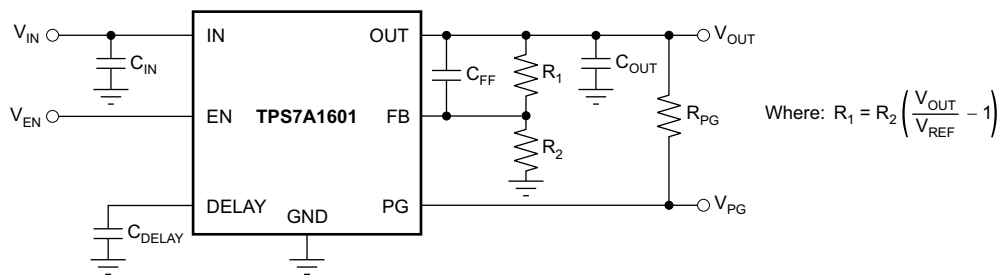 V_IN
IN
OUT
V_OUT
C_IN
C_FF
R_1
C_OUT
V_EN
EN
TPS7A1601
FB
R_PG
Where: R_1 = R_2 (V_OUT / V_REF − 1)
R_2
DELAY
GND
PG
V_PG
C_DELAY